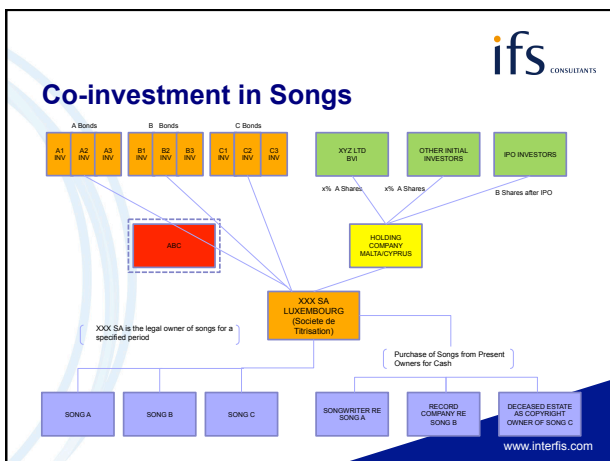 ifs CONSULTANTS
Co-investment in Songs
A Bonds
B Bonds
C Bonds
A1 INV
A2 INV
A3 INV
B1 INV
B2 INV
B3 INV
C1 INV
C2 INV
C3 INV
XYZ LTD
BVI
OTHER INITIAL
INVESTORS
IPO INVESTORS
x% A Shares
x% A Shares
B Shares after IPO
ABC
HOLDING
COMPANY
MALTA/CYPRUS
XXX SA
LUXEMBOURG
(Societe de
Titrisation)
XXX SA is the legal owner of songs for a
specified period
Purchase of Songs from Present
Owners for Cash
SONG A
SONG B
SONG C
SONGWRITER RE
SONG A
RECORD
COMPANY RE
SONG B
DECEASED ESTATE
AS COPYRIGHT
OWNER OF SONG C
www.interfis.com